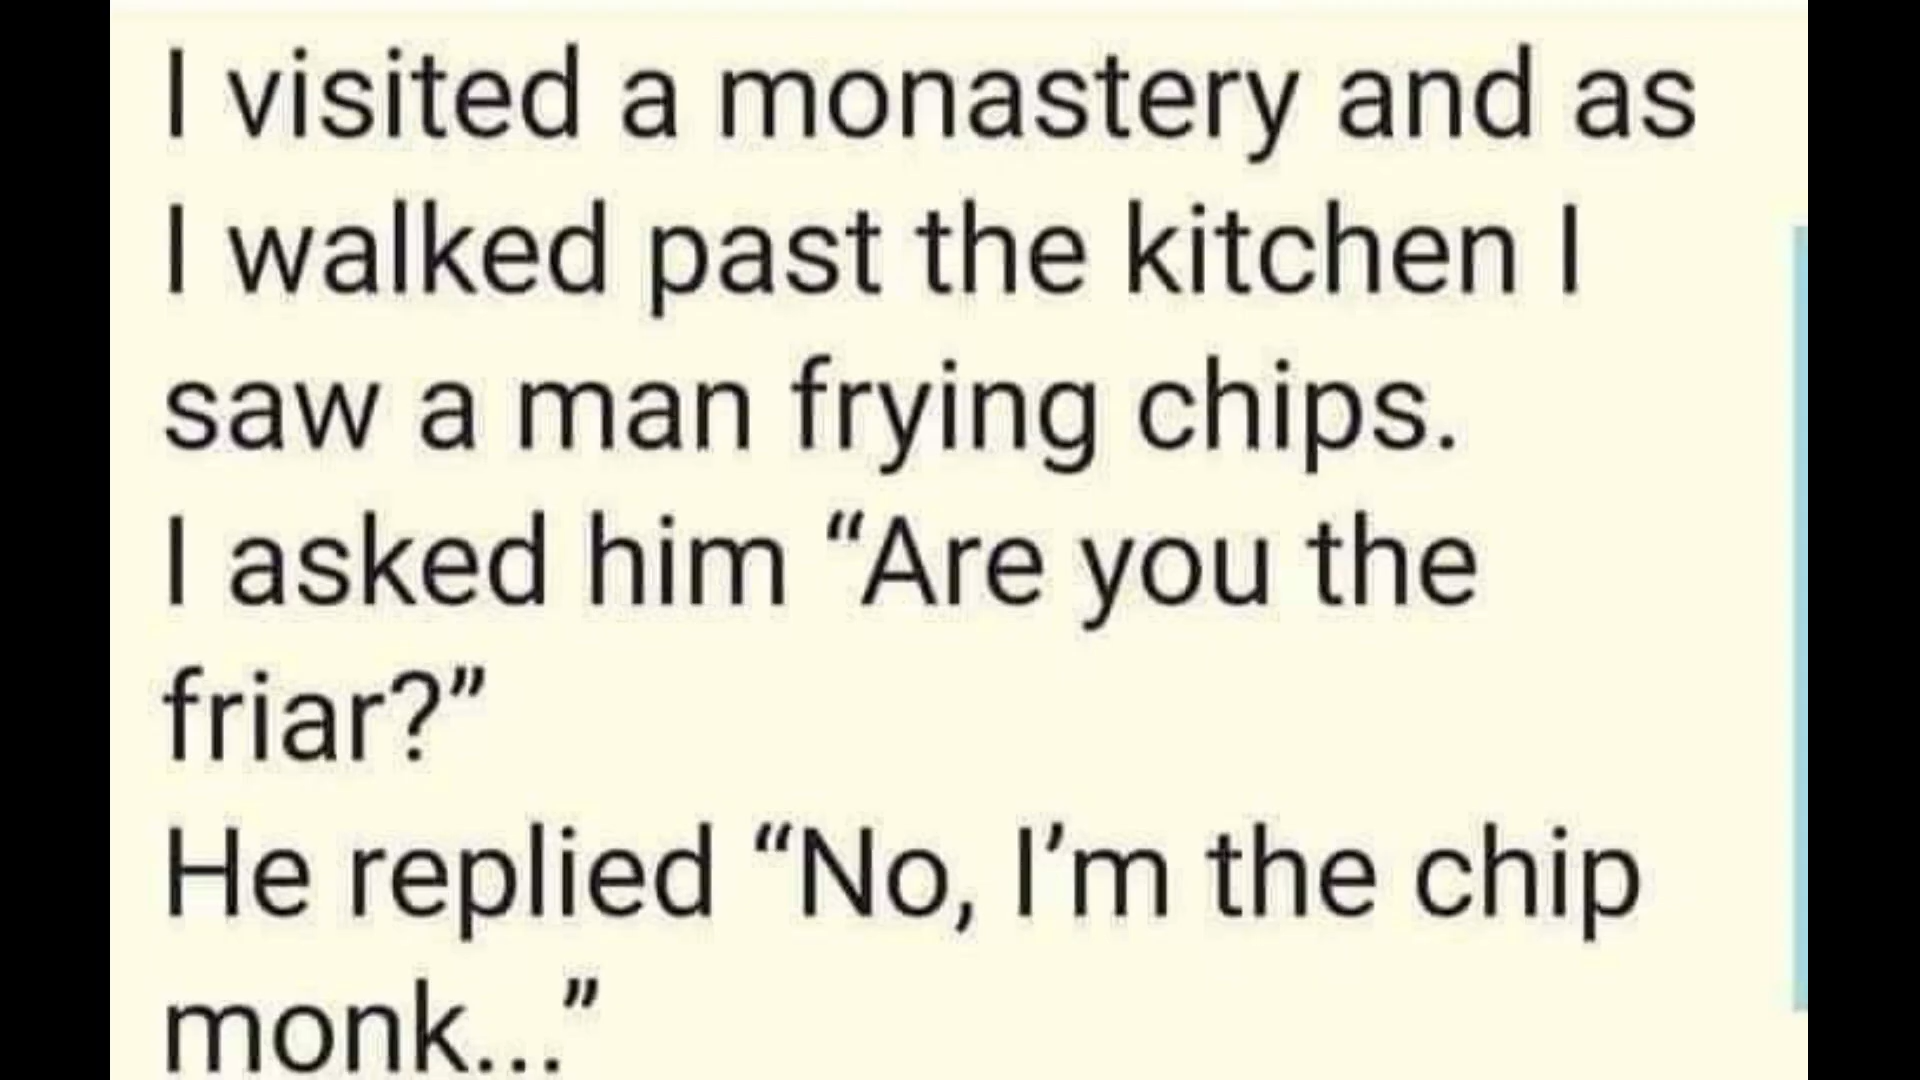 I visited a monastery and as
I walked past the kitchen I
saw a man frying chips.
I asked him “Are you the
friar?”
He replied “No, I’m the chip
monk...”